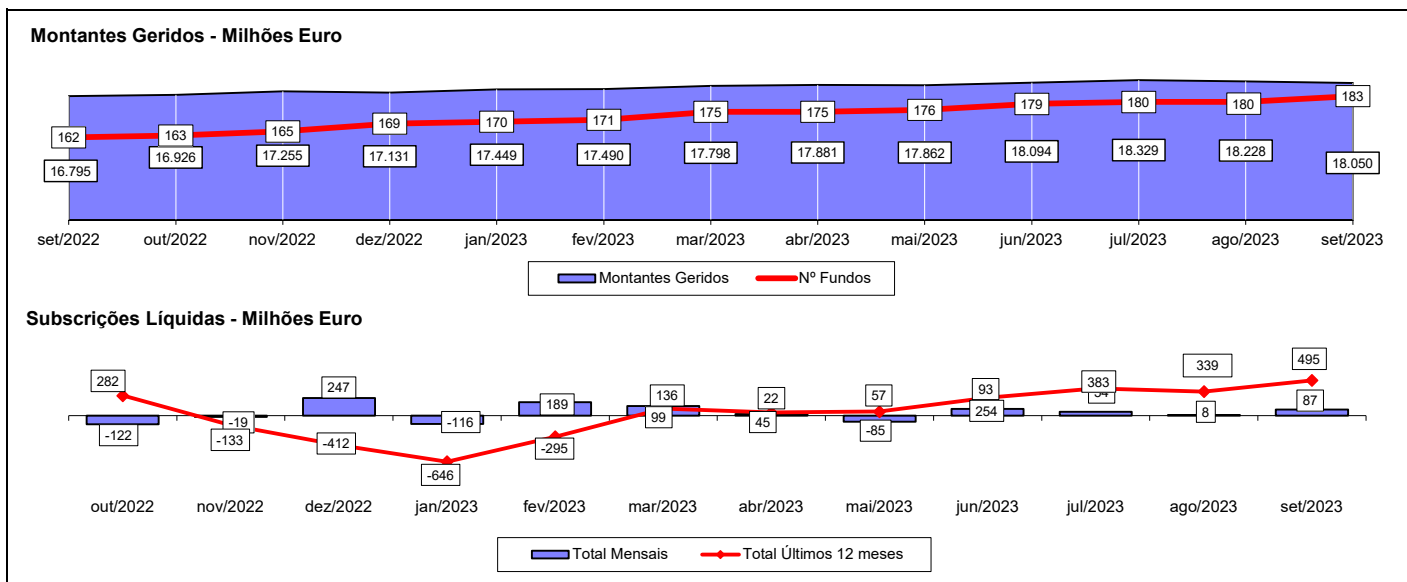 Montantes Geridos - Milhões Euro
162 163 165 169 170 171 175 175 176 179 180 180 183
16.795 16.926 17.255 17.131 17.449 17.490 17.798 17.881 17.862 18.094 18.329 18.228 18.050
set/2022 out/2022 nov/2022 dez/2022 jan/2023 fev/2023 mar/2023 abr/2023 mai/2023 jun/2023 jul/2023 ago/2023 set/2023
Montantes Geridos Nº Fundos
Subscrições Líquidas - Milhões Euro
282 -19 247 -116 189 136 22 57 93 383 339 495
-122 -133 -412 -646 -295 99 45 -85 254 8 87
out/2022 nov/2022 dez/2022 jan/2023 fev/2023 mar/2023 abr/2023 mai/2023 jun/2023 jul/2023 ago/2023 set/2023
Total Mensais Total Últimos 12 meses